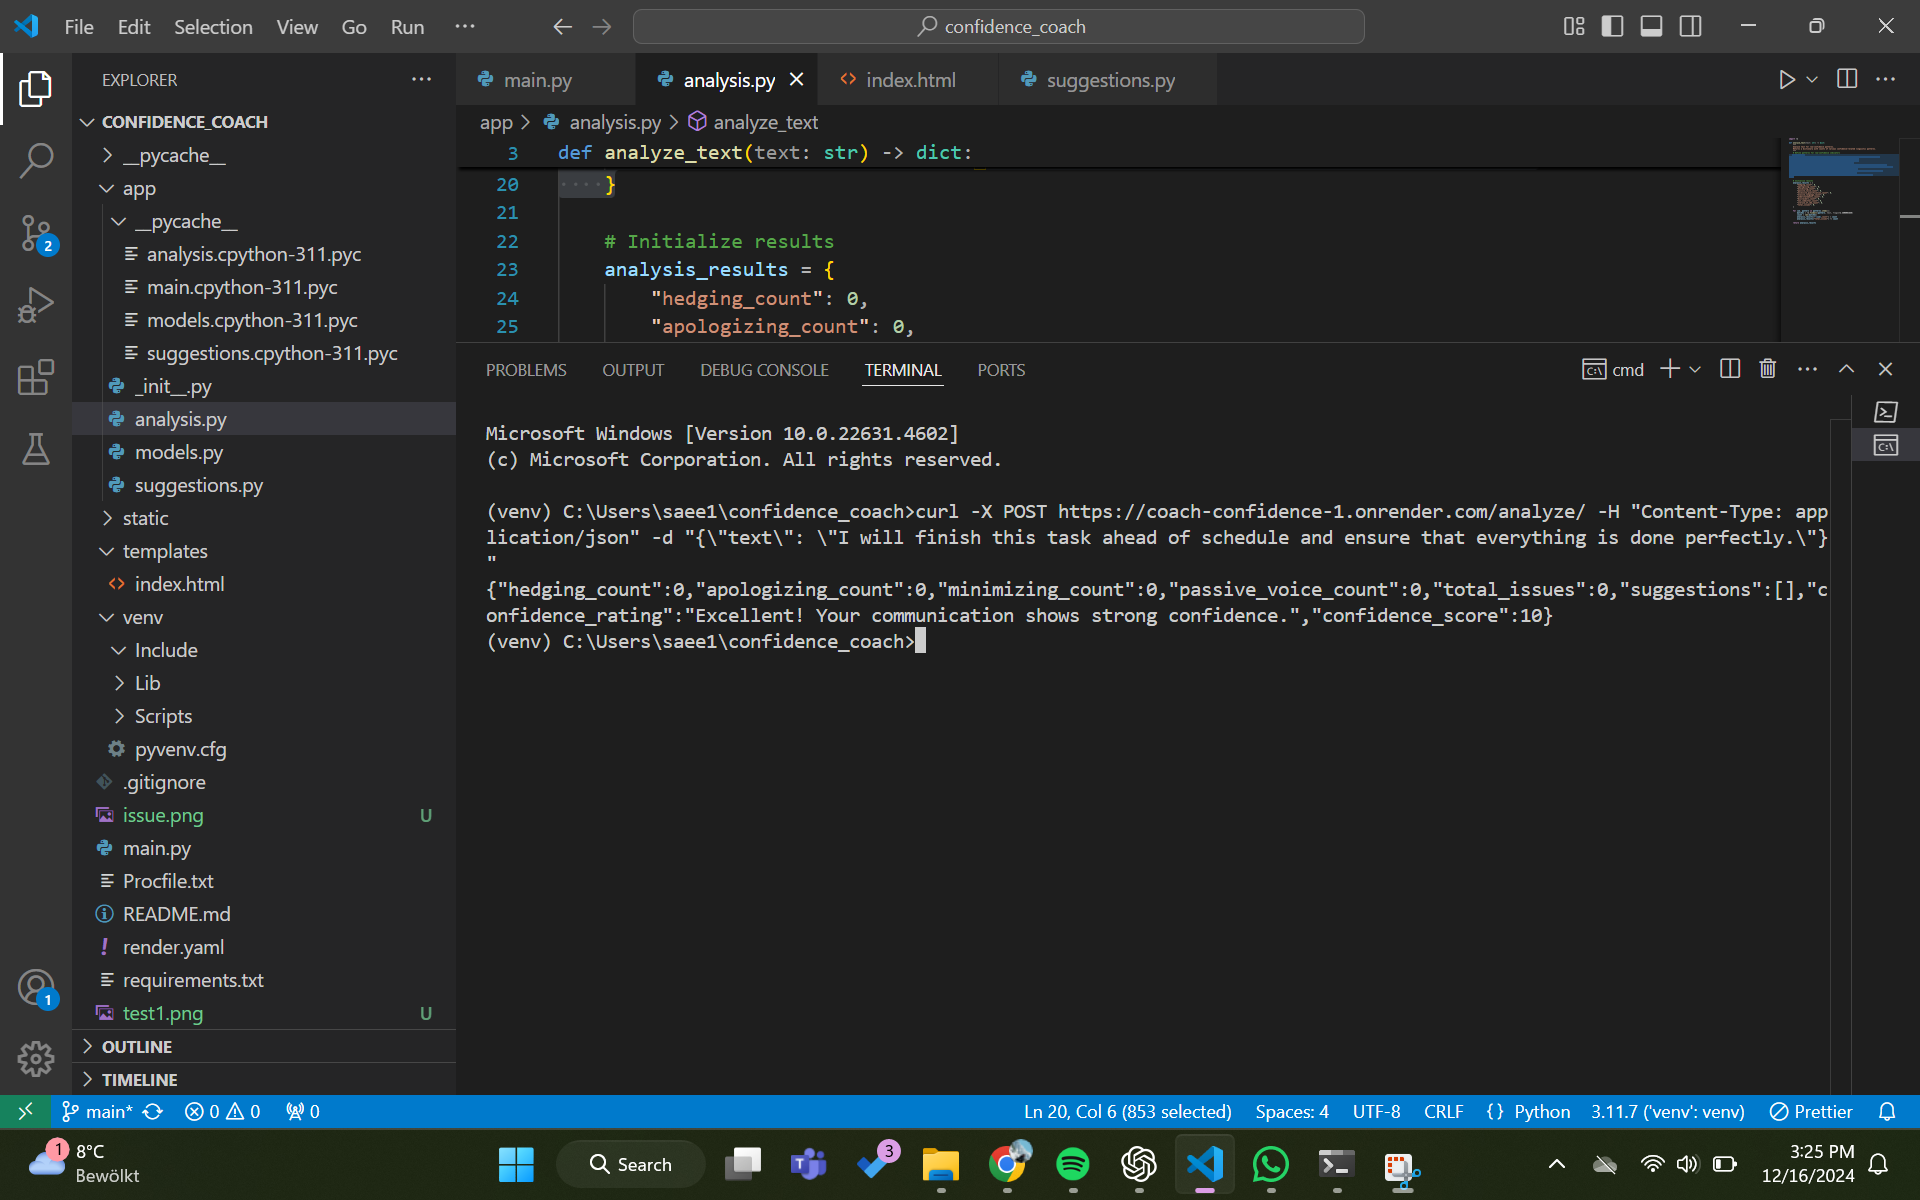 File Edit Selection View Go Run ··· confidence_coach
EXPLORER
CONFIDENCE_COACH
__pycache__
app
__pycache__
analysis.cpython-311.pyc
main.cpython-311.pyc
models.cpython-311.pyc
suggestions.cpython-311.pyc
_init__.py
analysis.py
models.py
suggestions.py
static
templates
index.html
venv
Include
Lib
Scripts
pyvenv.cfg
.gitignore
issue.png U
main.py
Procfile.txt
README.md
render.yaml
requirements.txt
test1.png U
OUTLINE
TIMELINE
2
1
main.py analysis.py index.html suggestions.py
app > analysis.py > analyze_text
3 def analyze_text(text: str) -> dict:
20 ····}
21
22 # Initialize results
23 analysis_results = {
24 "hedging_count": 0,
25 "apologizing_count": 0,
PROBLEMS OUTPUT DEBUG CONSOLE TERMINAL PORTS cmd
Microsoft Windows [Version 10.0.22631.4602]
(c) Microsoft Corporation. All rights reserved.
(venv) C:\Users\saee1\confidence_coach>curl -X POST https://coach-confidence-1.onrender.com/analyze/ -H "Content-Type: app
lication/json" -d "{\"text\": \"I will finish this task ahead of schedule and ensure that everything is done perfectly.\"}
"
{"hedging_count":0,"apologizing_count":0,"minimizing_count":0,"passive_voice_count":0,"total_issues":0,"suggestions":[],"c
onfidence_rating":"Excellent! Your communication shows strong confidence.","confidence_score":10}
(venv) C:\Users\saee1\confidence_coach>
main* 0 0 0 Ln 20, Col 6 (853 selected) Spaces: 4 UTF-8 CRLF {} Python 3.11.7 ('venv': venv) Prettier
1 8°C
Bewölkt
Search
3
3:25 PM
12/16/2024